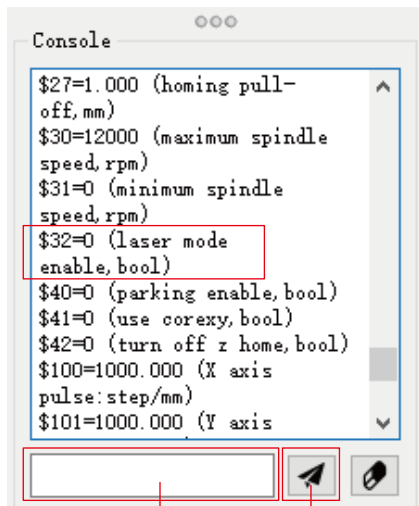 Console
$27=1.000 (homing pull-
off,mm)
$30=12000 (maximum spindle
speed,rpm)
$31=0 (minimum spindle
speed,rpm)
$32=0 (laser mode
enable,bool)
$40=0 (parking enable,bool)
$41=0 (use corexy,bool)
$42=0 (turn off z home,bool)
$100=1000.000 (X axis
pulse:step/mm)
$101=1000.000 (Y axis